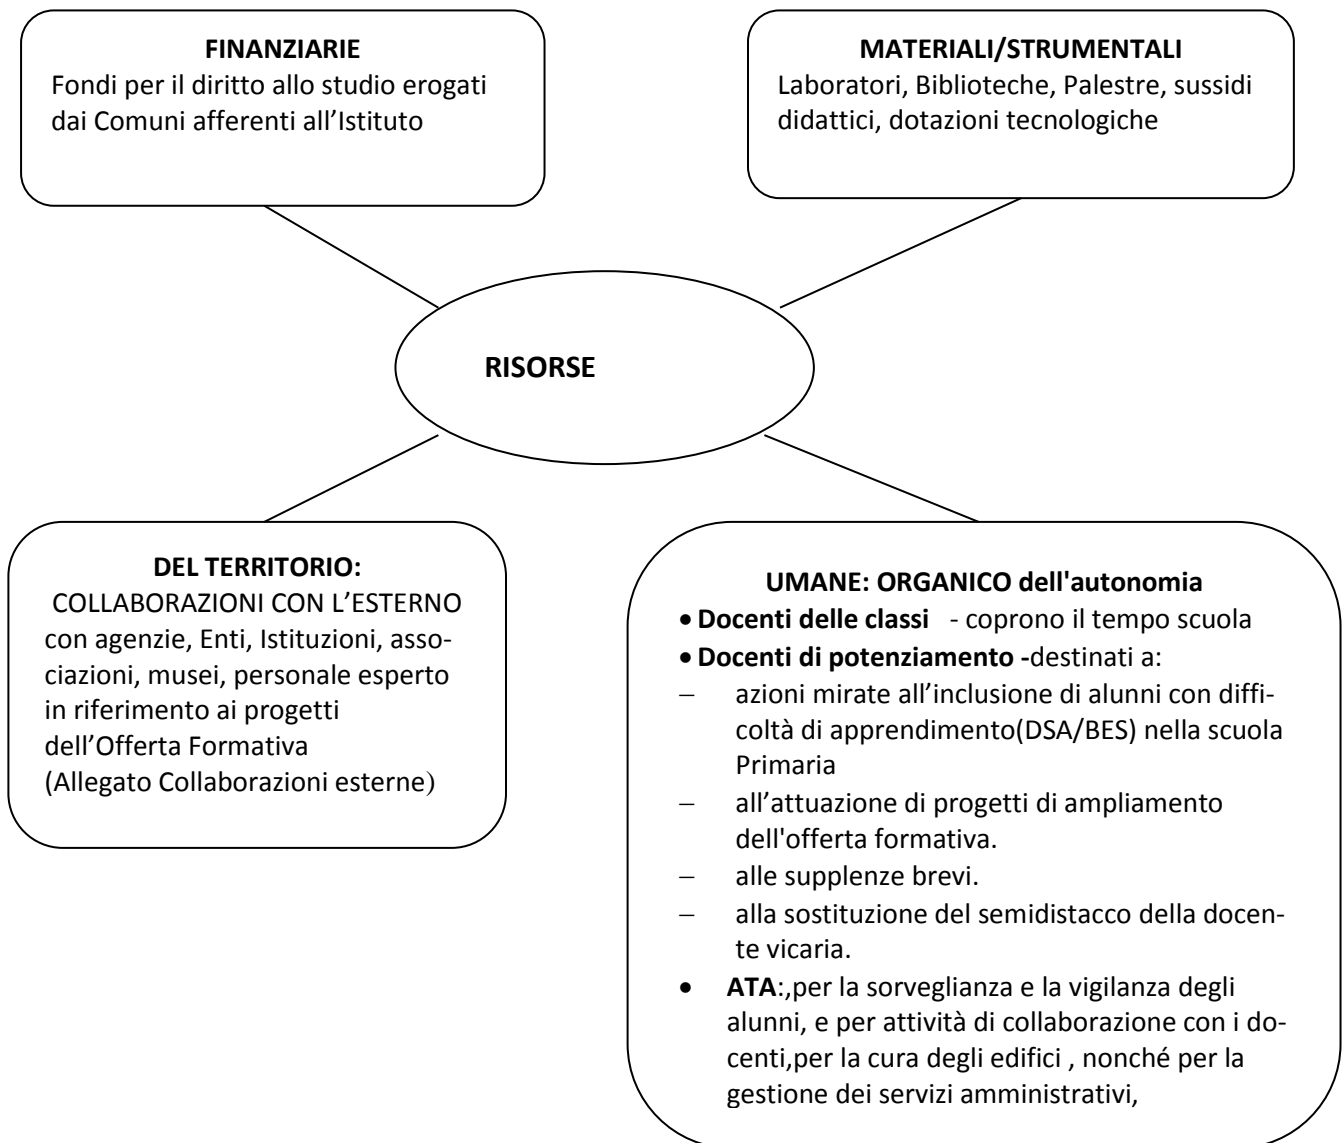 FINANZIARIE
Fondi per il diritto allo studio erogati
dai Comuni afferenti all’Istituto
MATERIALI/STRUMENTALI
Laboratori, Biblioteche, Palestre, sussidi
didattici, dotazioni tecnologiche
RISORSE
DEL TERRITORIO:
COLLABORAZIONI CON L’ESTERNO
con agenzie, Enti, Istituzioni, asso-
ciazioni, musei, personale esperto
in riferimento ai progetti
dell’Offerta Formativa
(Allegato Collaborazioni esterne)
UMANE: ORGANICO dell'autonomia
• Docenti delle classi - coprono il tempo scuola
• Docenti di potenziamento -destinati a:
– azioni mirate all’inclusione di alunni con diffi-
coltà di apprendimento(DSA/BES) nella scuola
Primaria
– all’attuazione di progetti di ampliamento
dell'offerta formativa.
– alle supplenze brevi.
– alla sostituzione del semidistacco della docen-
te vicaria.
• ATA:,per la sorveglianza e la vigilanza degli
alunni, e per attività di collaborazione con i do-
centi,per la cura degli edifici , nonché per la
gestione dei servizi amministrativi,